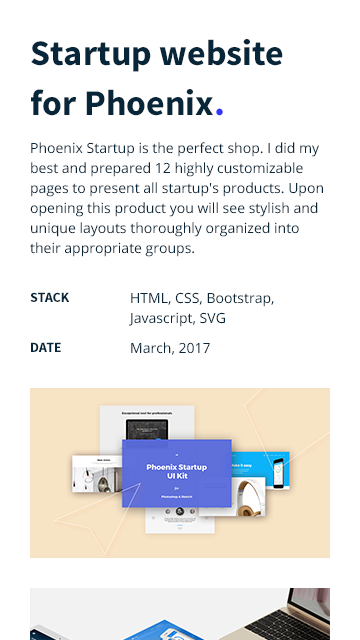 Startup website
for Phoenix.
Phoenix Startup is the perfect shop. I did my
best and prepared 12 highly customizable
pages to present all startup's products. Upon
opening this product you will see stylish and
unique layouts thoroughly organized into
their appropriate groups.
STACK
HTML, CSS, Bootstrap,
Javascript, SVG
DATE
March, 2017
Exceptional tool for professionals
Phoenix Startup
UI Kit
for
Photoshop & Sketch